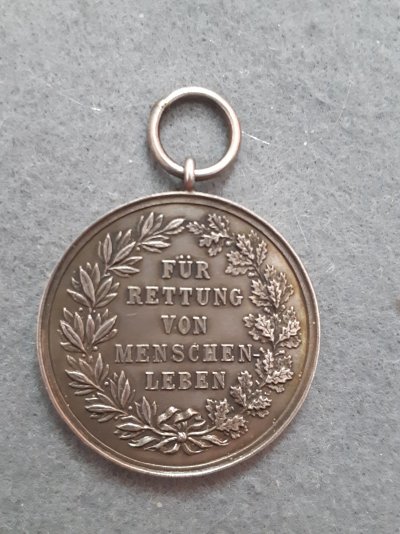 FÜR
RETTUNG
VON
MENSCHEN-
LEBEN